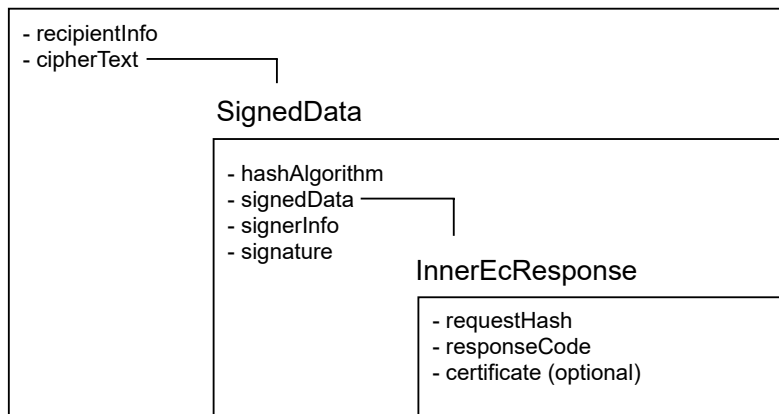 - recipientInfo
- cipherText
SignedData
- hashAlgorithm
- signedData
- signerInfo
- signature
InnerEcResponse
- requestHash
- responseCode
- certificate (optional)